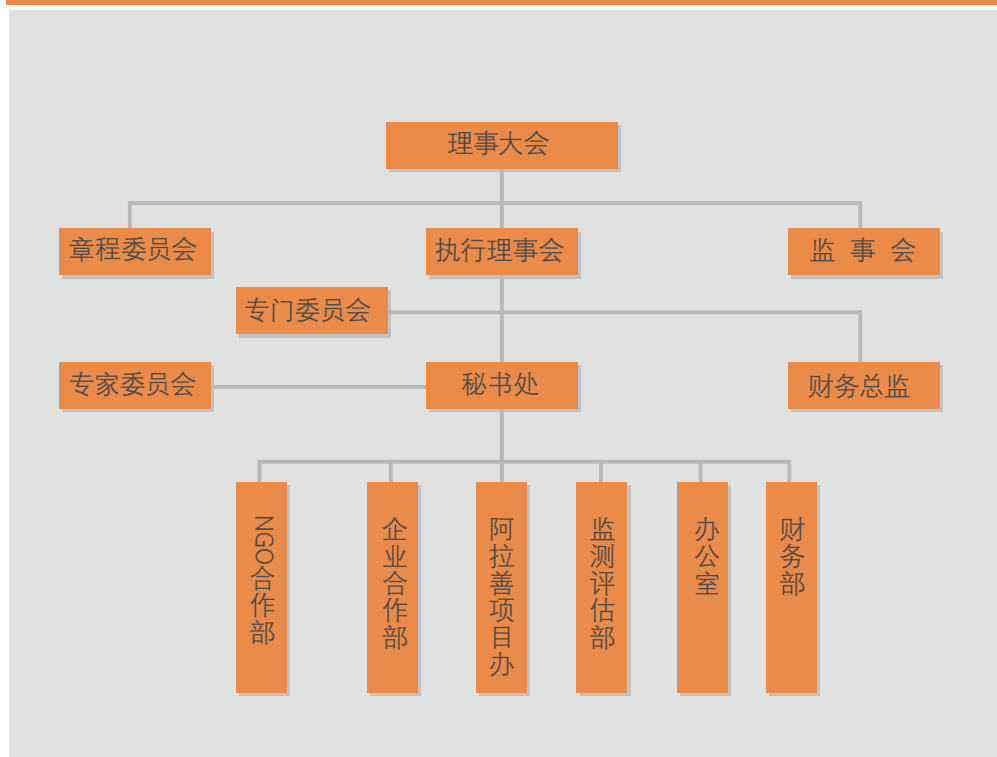 理事大会
章程委员会
执行理事会
监 事 会
专门委员会
专家委员会
秘书处
财务总监
NGO合作部
企业合作部
阿拉善项目办
监测评估部
办公室
财务部